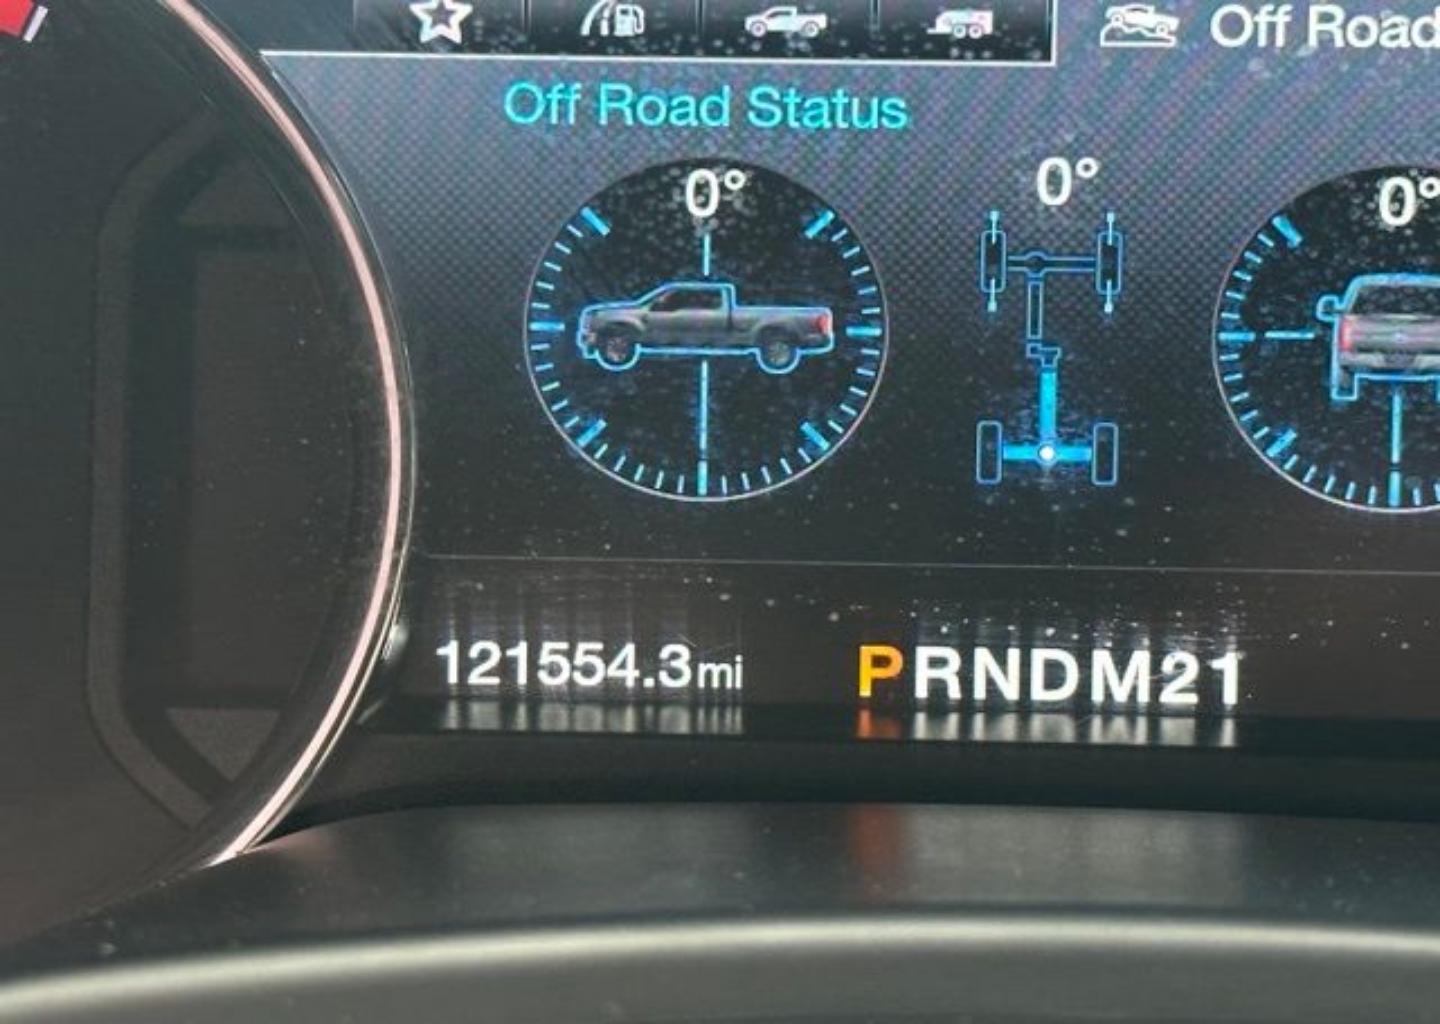 Off Road
Off Road Status
0° 0° 0°
121554.3mi PRNDM21